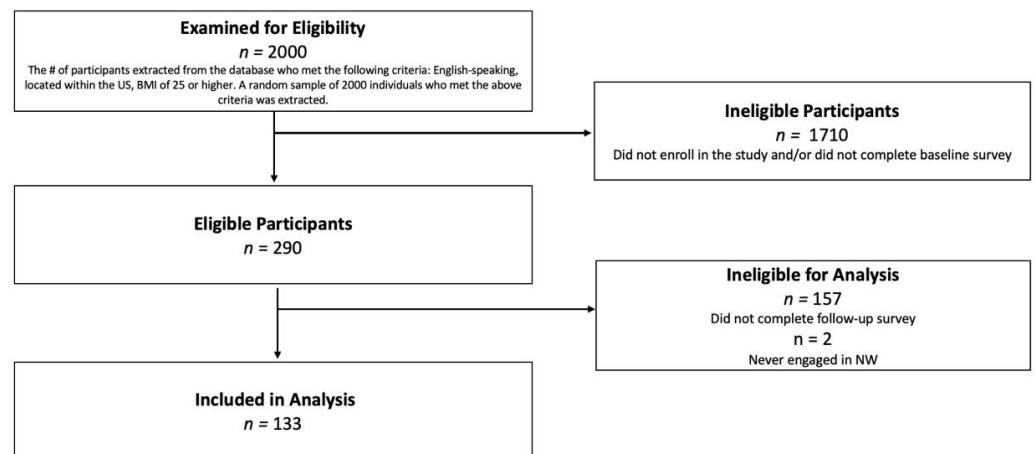 Examined for Eligibility
n = 2000
The # of participants extracted from the database who met the following criteria: English-speaking,
located within the US, BMI of 25 or higher. A random sample of 2000 individuals who met the above
criteria was extracted.
Ineligible Participants
n = 1710
Did not enroll in the study and/or did not complete baseline survey
Eligible Participants
n = 290
Ineligible for Analysis
n = 157
Did not complete follow-up survey
n = 2
Never engaged in NW
Included in Analysis
n = 133